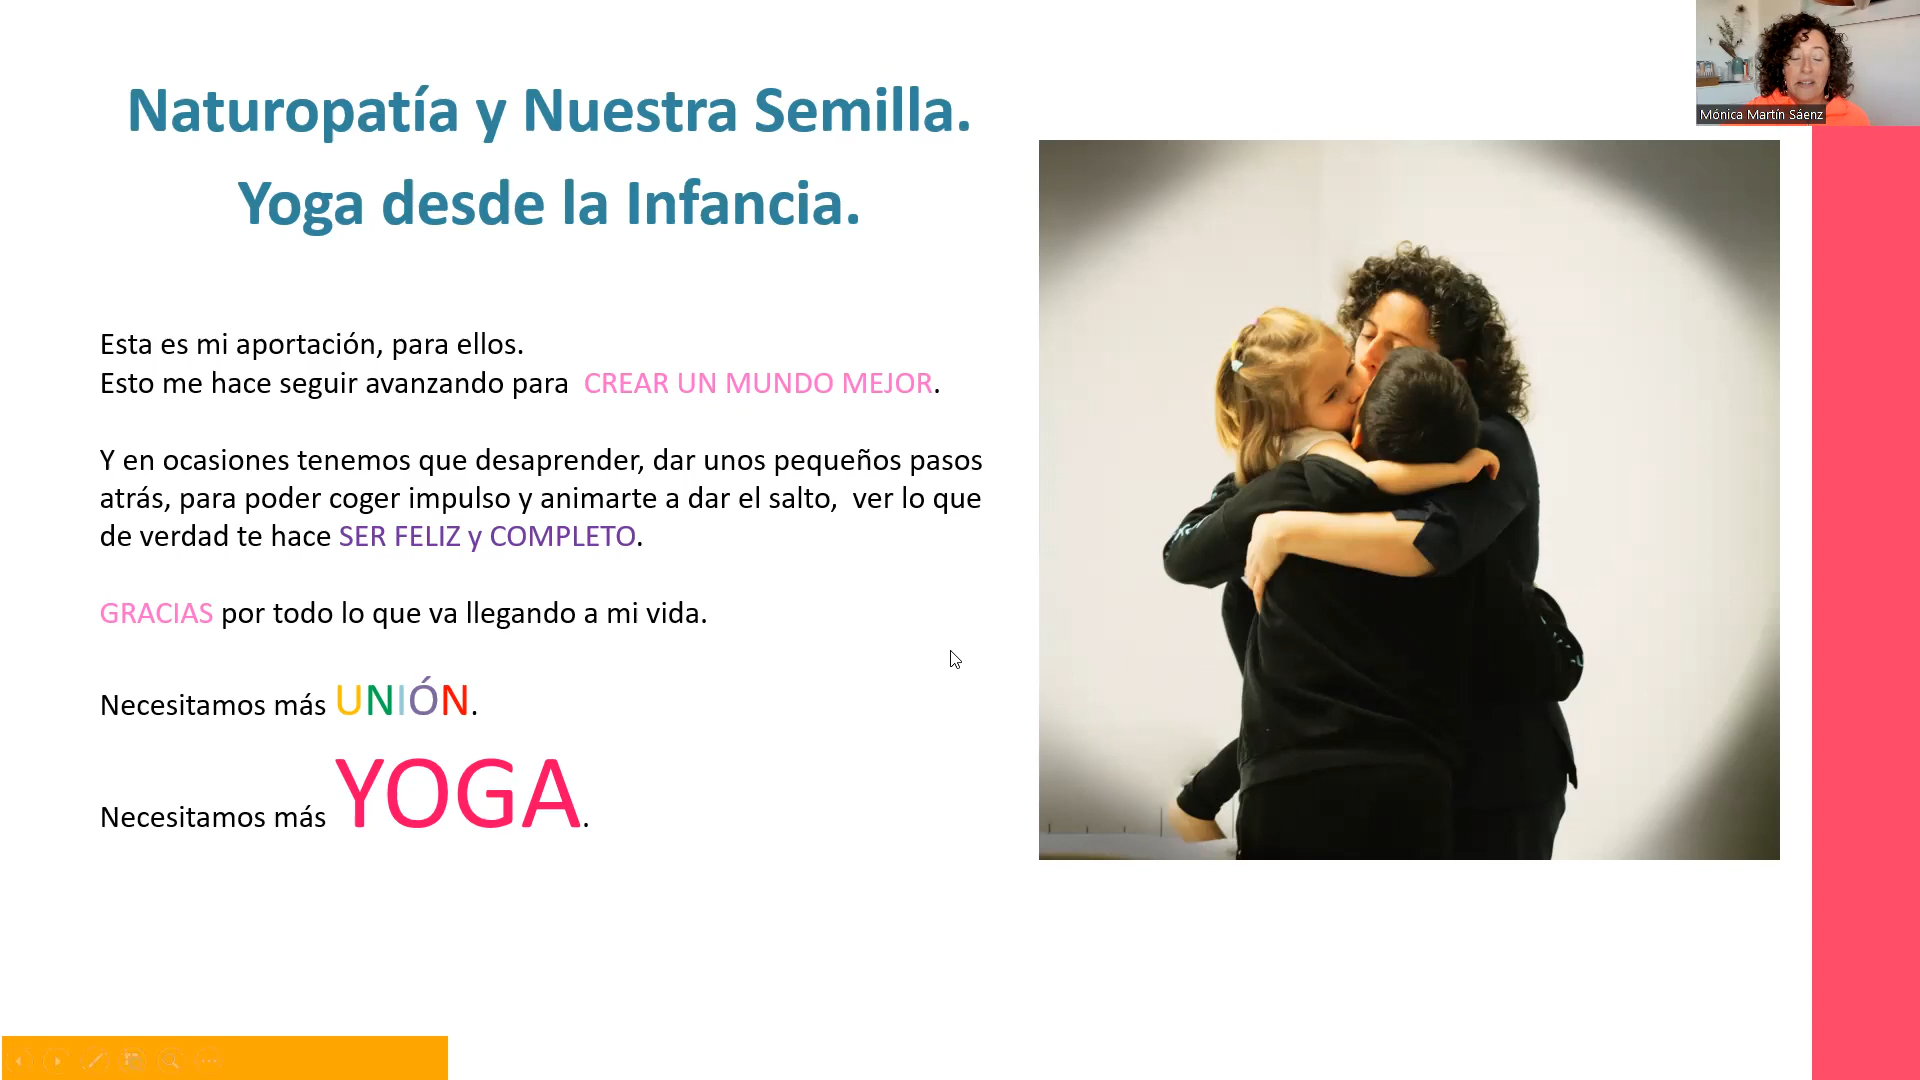 Naturopatía y Nuestra Semilla.
Yoga desde la Infancia.
Esta es mi aportación, para ellos.
Esto me hace seguir avanzando para CREAR UN MUNDO MEJOR.
Y en ocasiones tenemos que desaprender, dar unos pequeños pasos
atrás, para poder coger impulso y animarte a dar el salto, ver lo que
de verdad te hace SER FELIZ y COMPLETO.
GRACIAS por todo lo que va llegando a mi vida.
Necesitamos más UNIÓN.
Necesitamos más YOGA.
Mónica Martín Sáenz